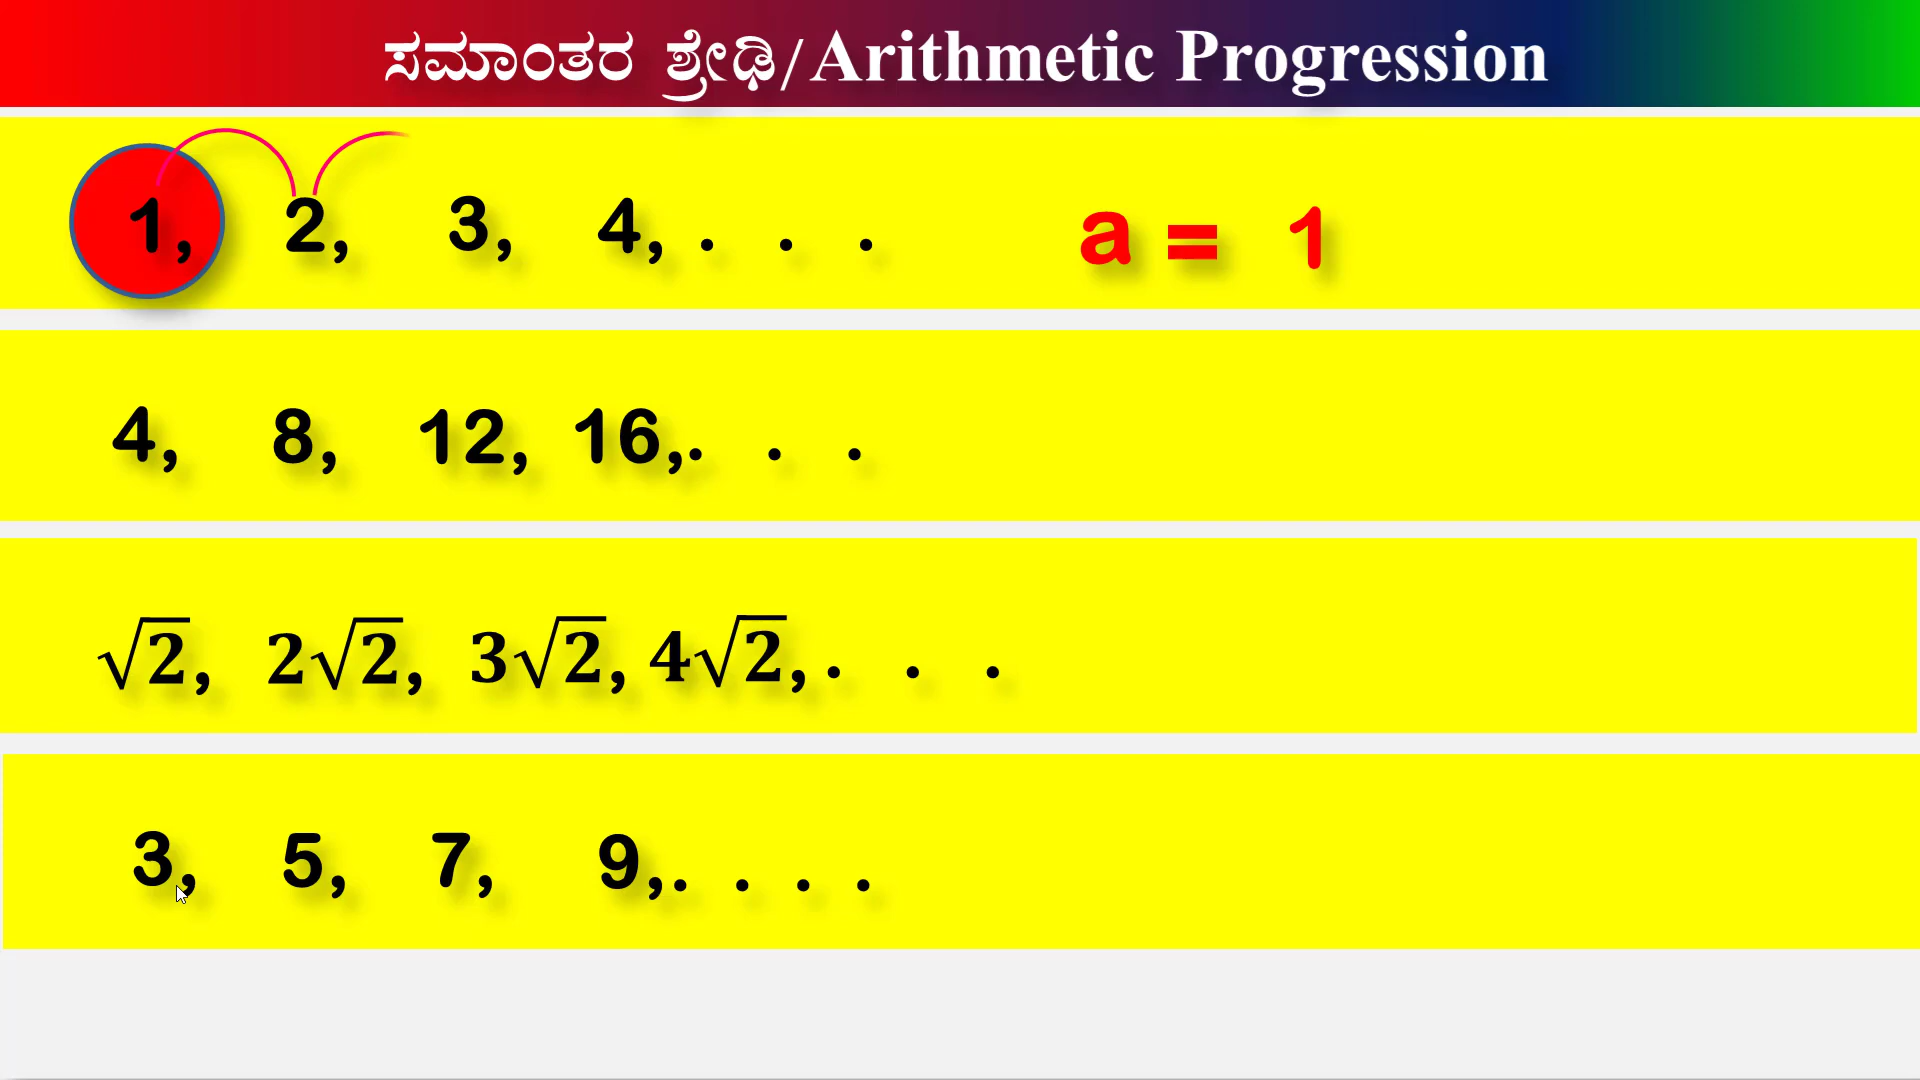 ಸಮಾಂತರ ಶ್ರೇಢಿ/Arithmetic Progression
1, 2, 3, 4, . . . a = 1
4, 8, 12, 16,. . .
√2, 2√2, 3√2, 4√2, . . .
3, 5, 7, 9,. . . .